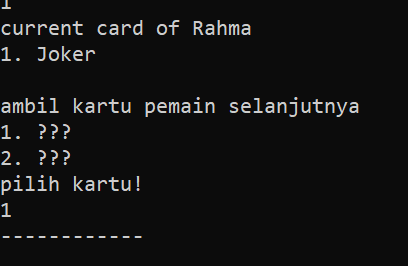 1
current card of Rahma
1. Joker
ambil kartu pemain selanjutnya
1. ???
2. ???
pilih kartu!
1
------------